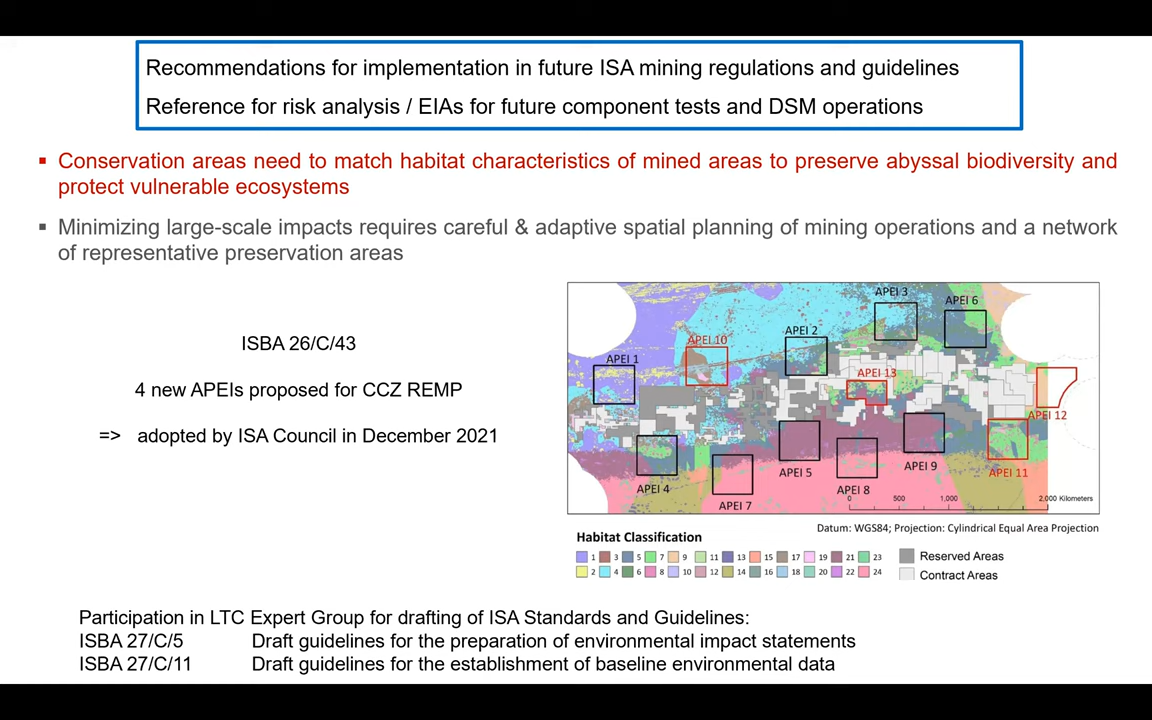 Recommendations for implementation in future ISA mining regulations and guidelines
Reference for risk analysis / EIAs for future component tests and DSM operations
▪ Conservation areas need to match habitat characteristics of mined areas to preserve abyssal biodiversity and
protect vulnerable ecosystems
▪ Minimizing large-scale impacts requires careful & adaptive spatial planning of mining operations and a network
of representative preservation areas
ISBA 26/C/43
4 new APEIs proposed for CCZ REMP
=> adopted by ISA Council in December 2021
APEI 3
APEI 6
APEI 2
APEI 10
APEI 1
APEI 13
APEI 12
APEI 9
APEI 5
APEI 11
APEI 4
APEI 8
APEI 7
0 500 1,000 2.000 Kilometers
Datum: WGS84; Projection: Cylindrical Equal Area Projection
Habitat Classification
1 3 5 7 9 11 13 15 17 19 21 23
2 4 6 8 10 12 14 16 18 20 22 24
Reserved Areas
Contract Areas
Participation in LTC Expert Group for drafting of ISA Standards and Guidelines:
ISBA 27/C/5 Draft guidelines for the preparation of environmental impact statements
ISBA 27/C/11 Draft guidelines for the establishment of baseline environmental data